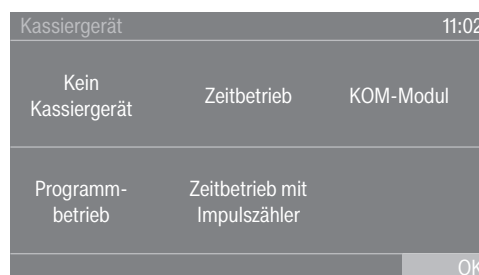 Kassiergerät 11:02
Kein
Kassiergerät
Zeitbetrieb
KOM-Modul
Programm-
betrieb
Zeitbetrieb mit
Impulszähler
OK